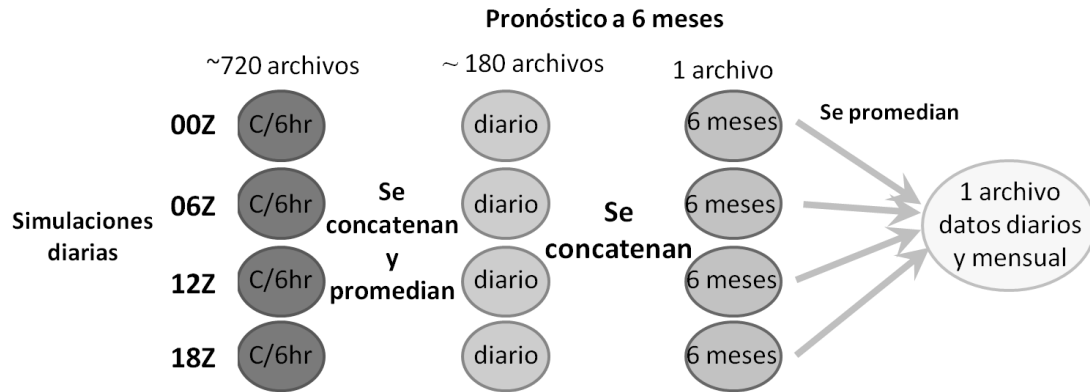 Pronóstico a 6 meses
~720 archivos
~ 180 archivos
1 archivo
Simulaciones
diarias
00Z
06Z
12Z
18Z
C/6hr
C/6hr
C/6hr
C/6hr
Se
concatenan
y
promedian
diario
diario
diario
diario
Se
concatenan
6 meses
6 meses
6 meses
6 meses
Se promedian
1 archivo
datos diarios
y mensual